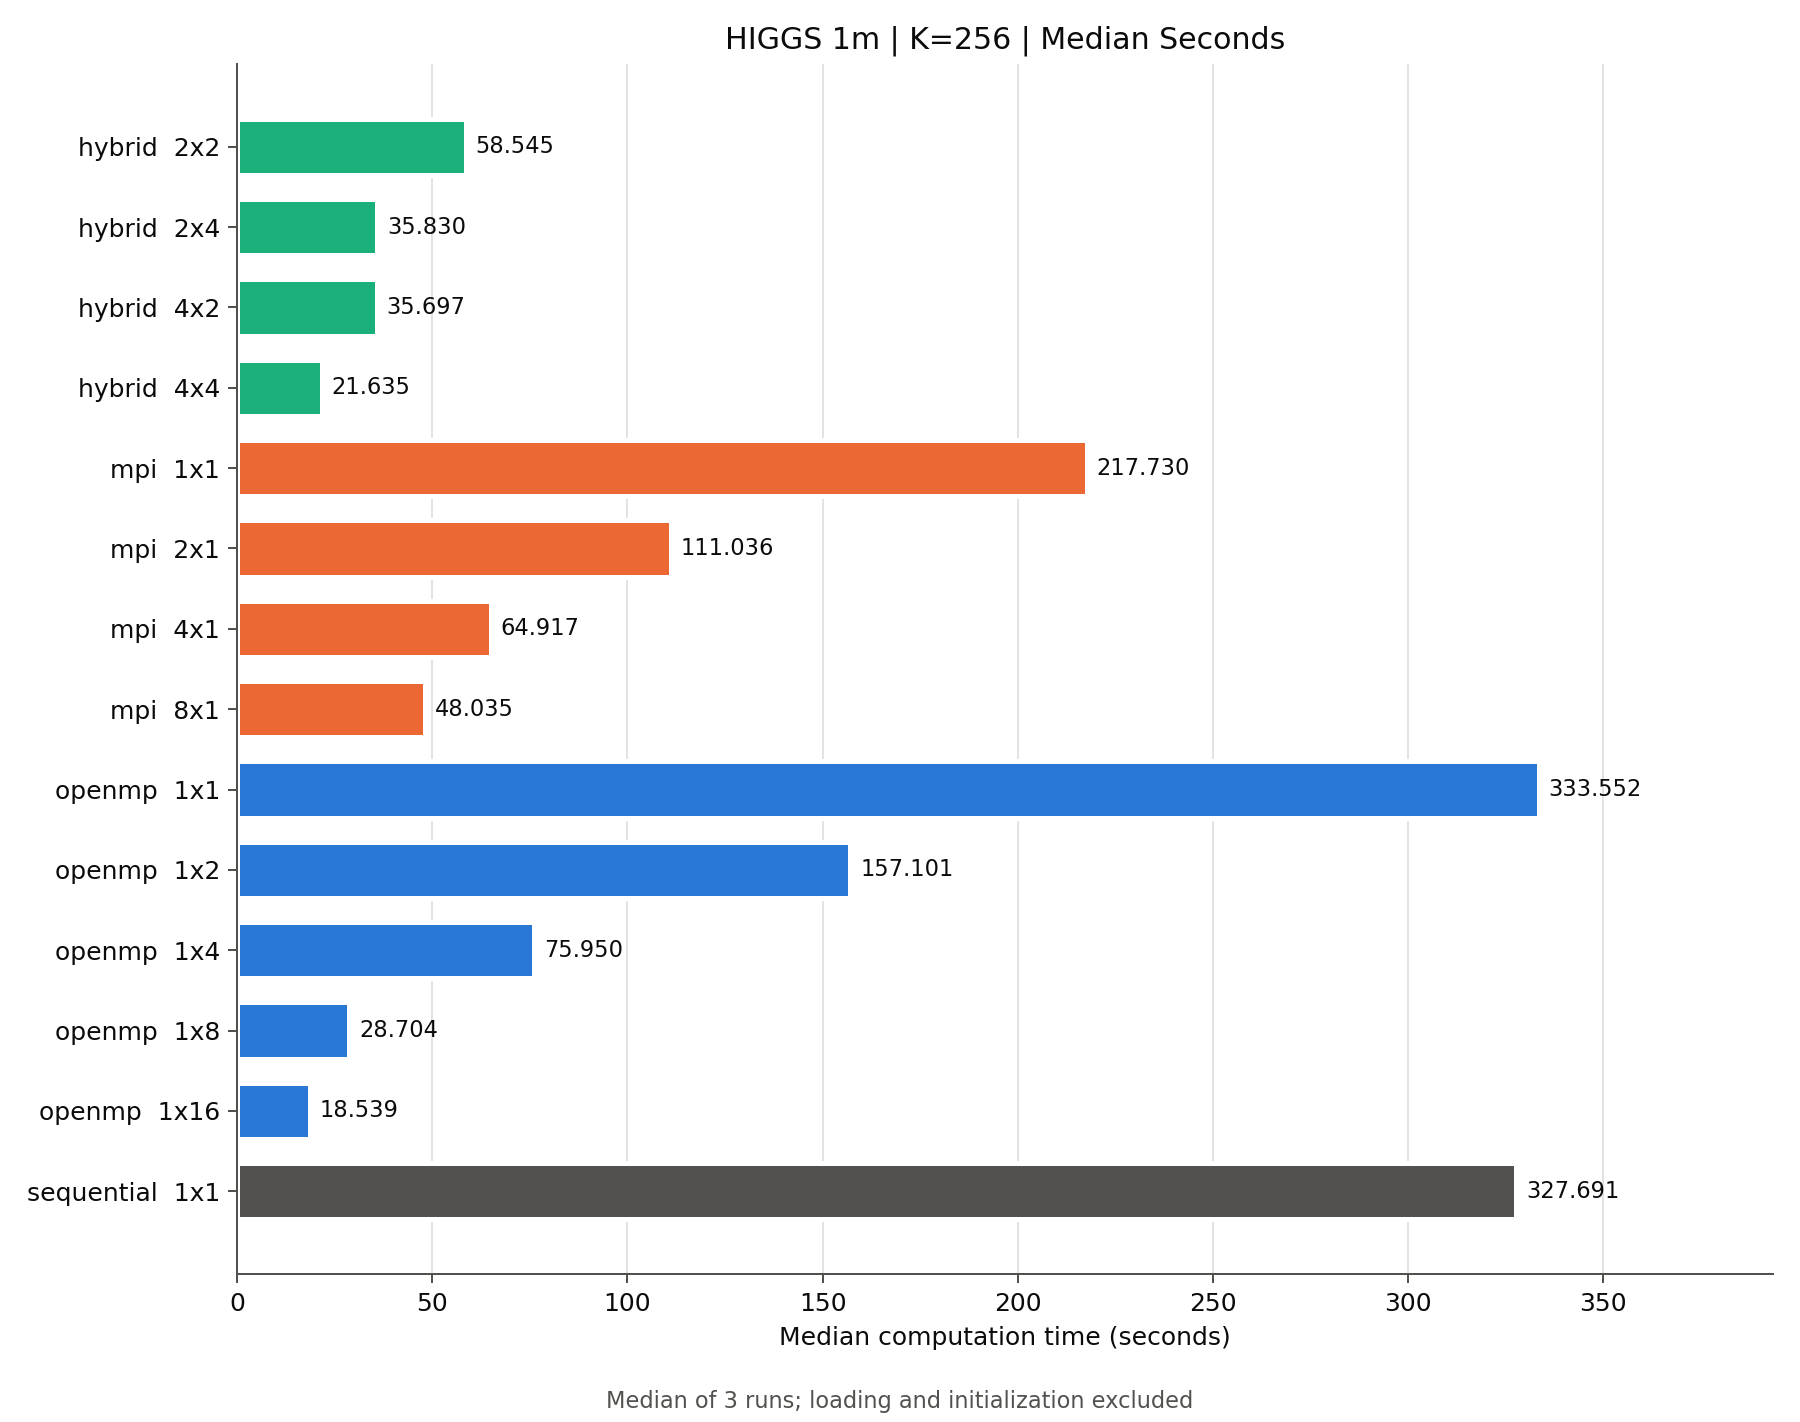 HIGGS 1m | K=256 | Median Seconds
hybrid  2x2 58.545
hybrid  2x4 35.830
hybrid  4x2 35.697
hybrid  4x4 21.635
mpi  1x1 217.730
mpi  2x1 111.036
mpi  4x1 64.917
mpi  8x1 48.035
openmp  1x1 333.552
openmp  1x2 157.101
openmp  1x4 75.950
openmp  1x8 28.704
openmp  1x16 18.539
sequential  1x1 327.691
0 50 100 150 200 250 300 350
Median computation time (seconds)
Median of 3 runs; loading and initialization excluded